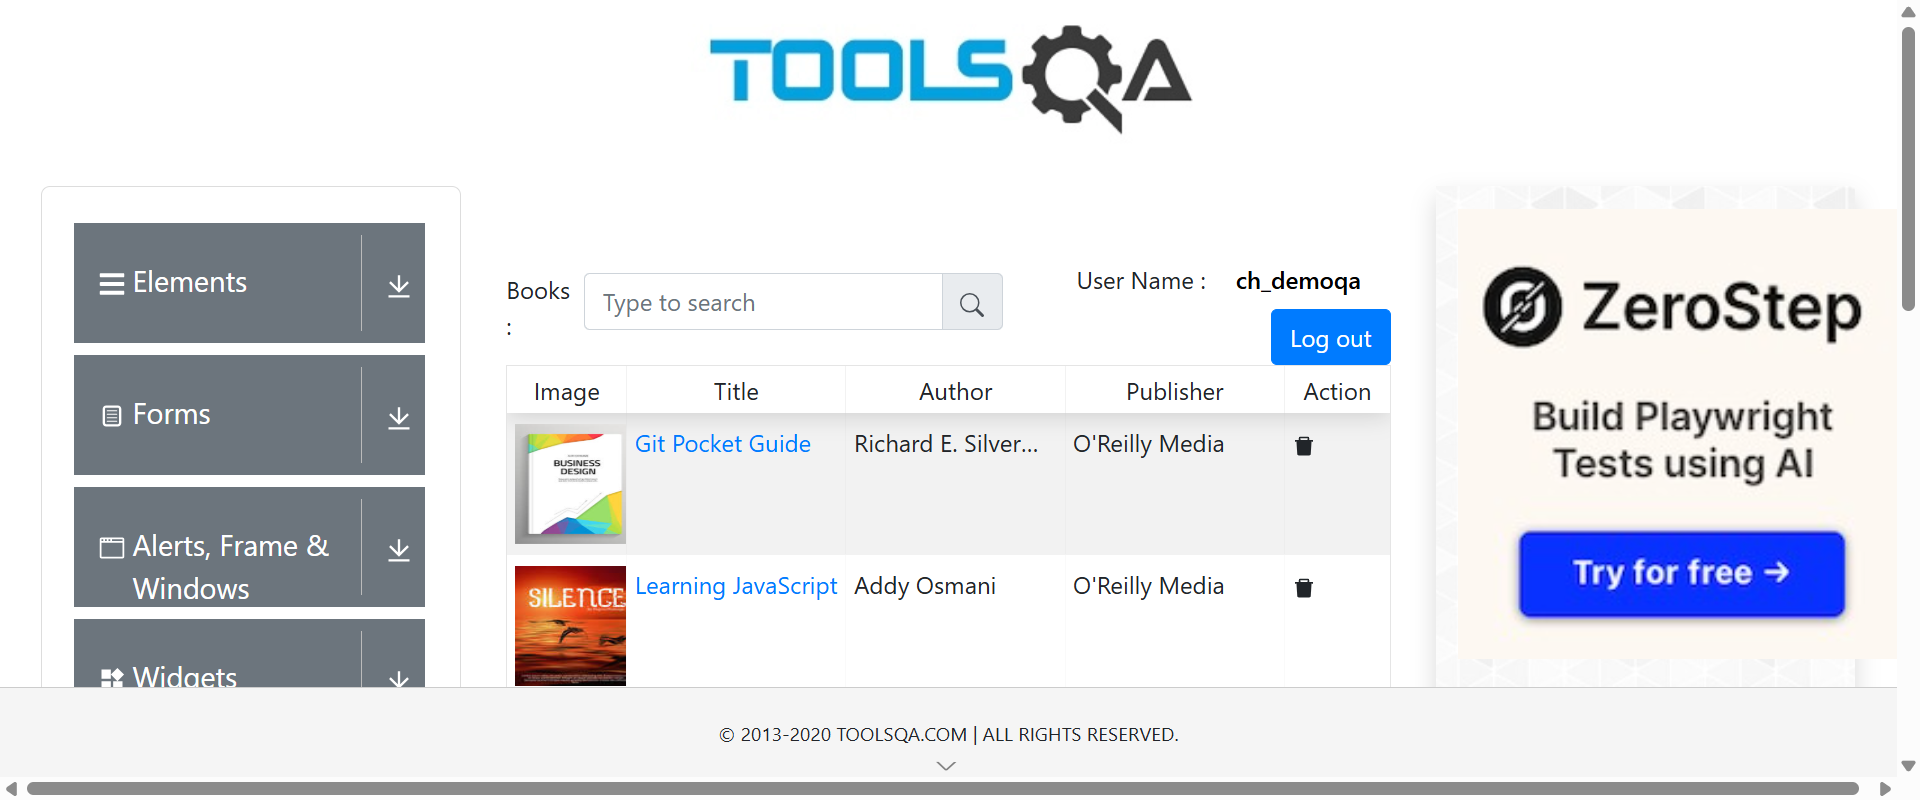 TOOLSQA
Elements
Forms
Alerts, Frame &
Windows
Widgets
Books
:
Type to search
User Name :
ch_demoqa
Log out
Image
Title
Author
Publisher
Action
BUSINESS
DESIGN
Git Pocket Guide
Richard E. Silver...
O'Reilly Media
SILENCE
Learning JavaScript
Addy Osmani
O'Reilly Media
ZeroStep
Build Playwright
Tests using AI
Try for free →
© 2013-2020 TOOLSQA.COM | ALL RIGHTS RESERVED.